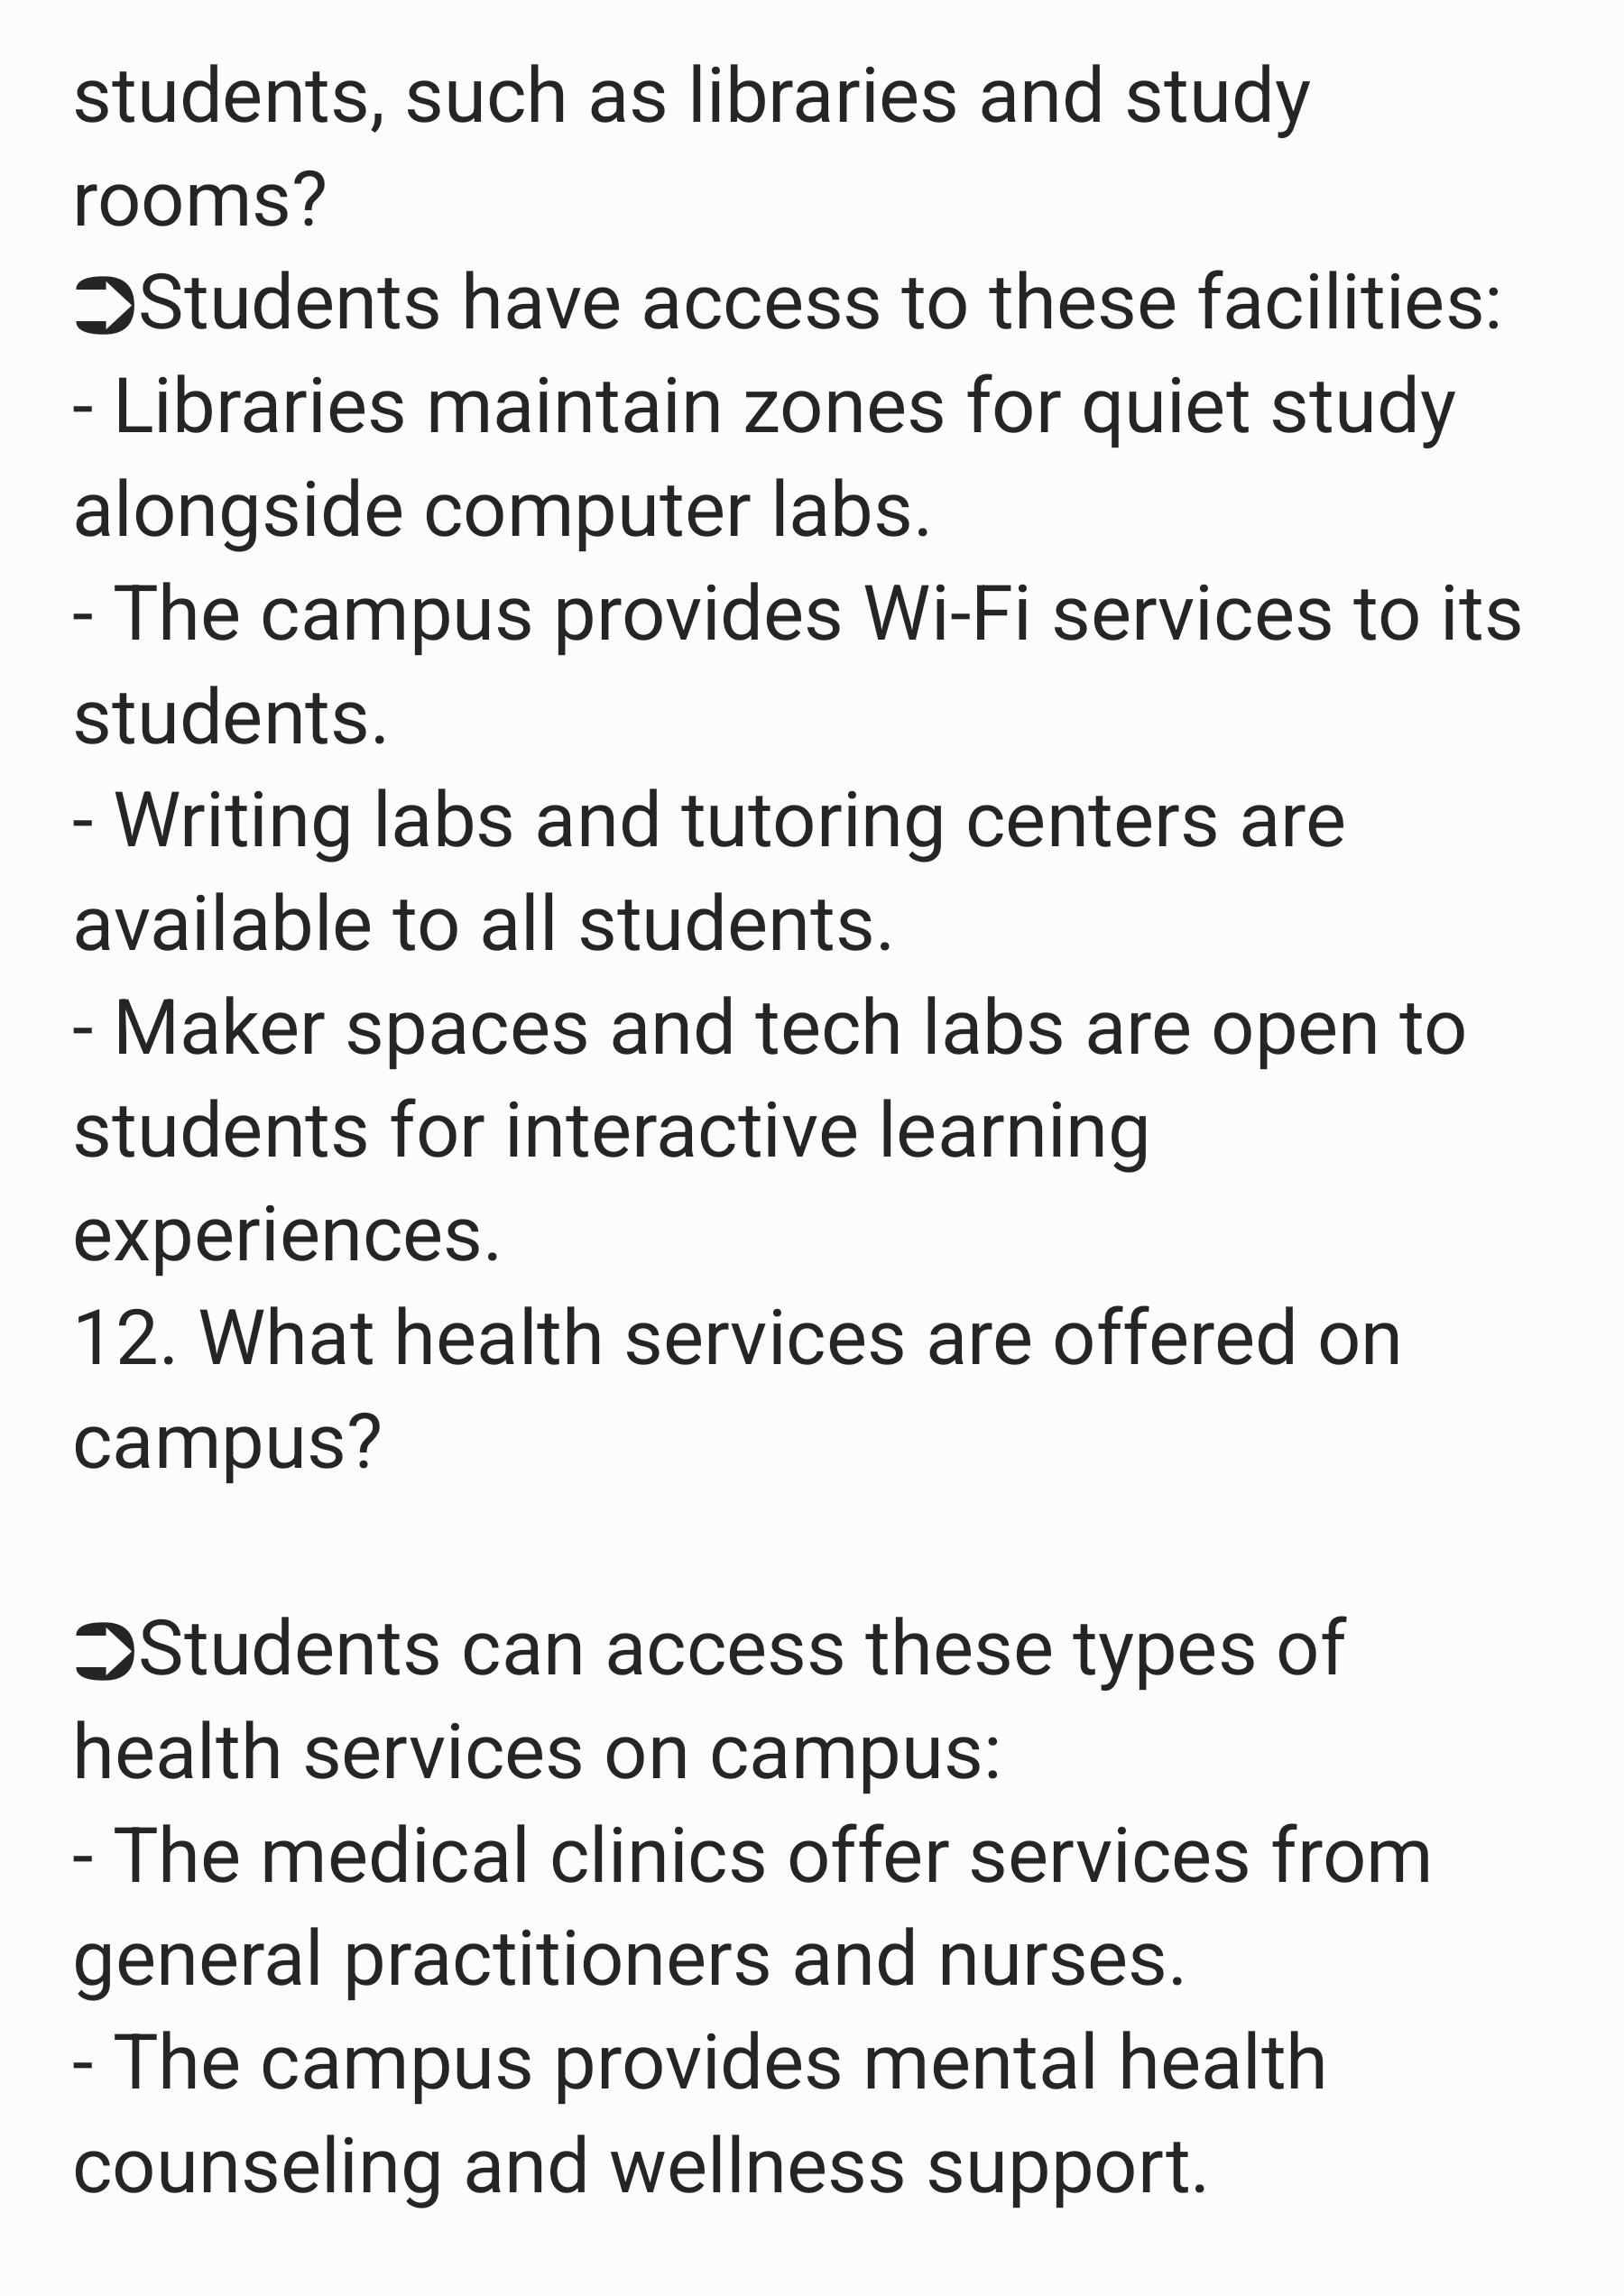 students, such as libraries and study
rooms?
➲Students have access to these facilities:
- Libraries maintain zones for quiet study
alongside computer labs.
- The campus provides Wi-Fi services to its
students.
- Writing labs and tutoring centers are
available to all students.
- Maker spaces and tech labs are open to
students for interactive learning
experiences.
12. What health services are offered on
campus?
➲Students can access these types of
health services on campus:
- The medical clinics offer services from
general practitioners and nurses.
- The campus provides mental health
counseling and wellness support.